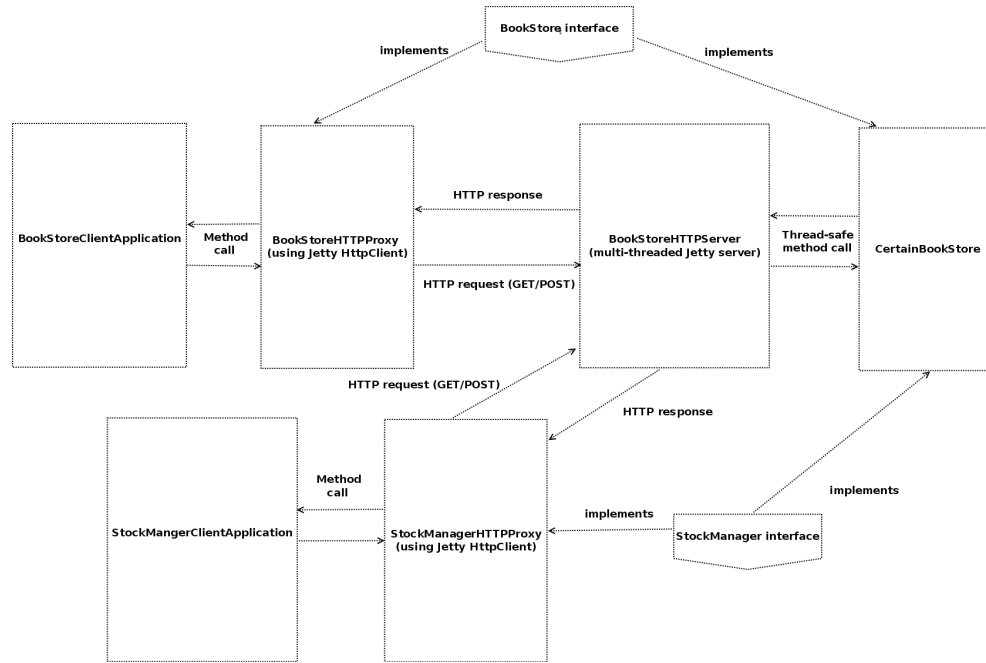 BookStore interface
implements
implements
HTTP response
BookStoreClientApplication
Method
call
BookStoreHTTPProxy
(using Jetty HttpClient)
BookStoreHTTPServer
(multi-threaded Jetty server)
Thread-safe
method call
CertainBookStore
HTTP request (GET/POST)
HTTP request (GET/POST)
HTTP response
Method
call
StockMangerClientApplication
StockManagerHTTPProxy
(using Jetty HttpClient)
implements
implements
StockManager interface